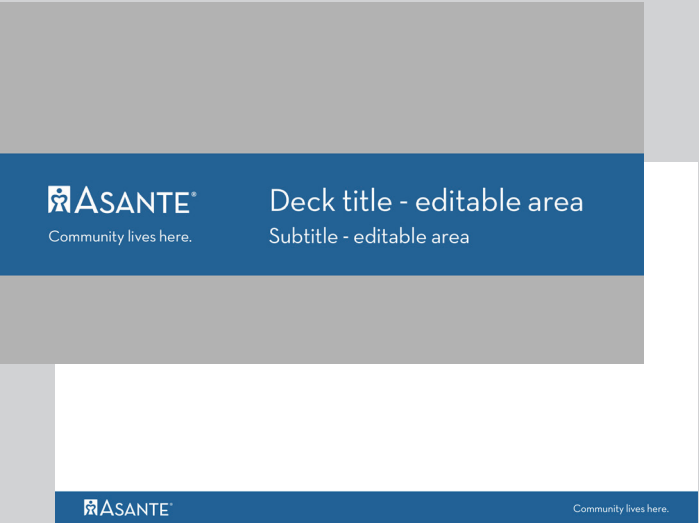 ASANTE®
Community lives here.
Deck title - editable area
Subtitle - editable area
ASANTE®
Community lives here.